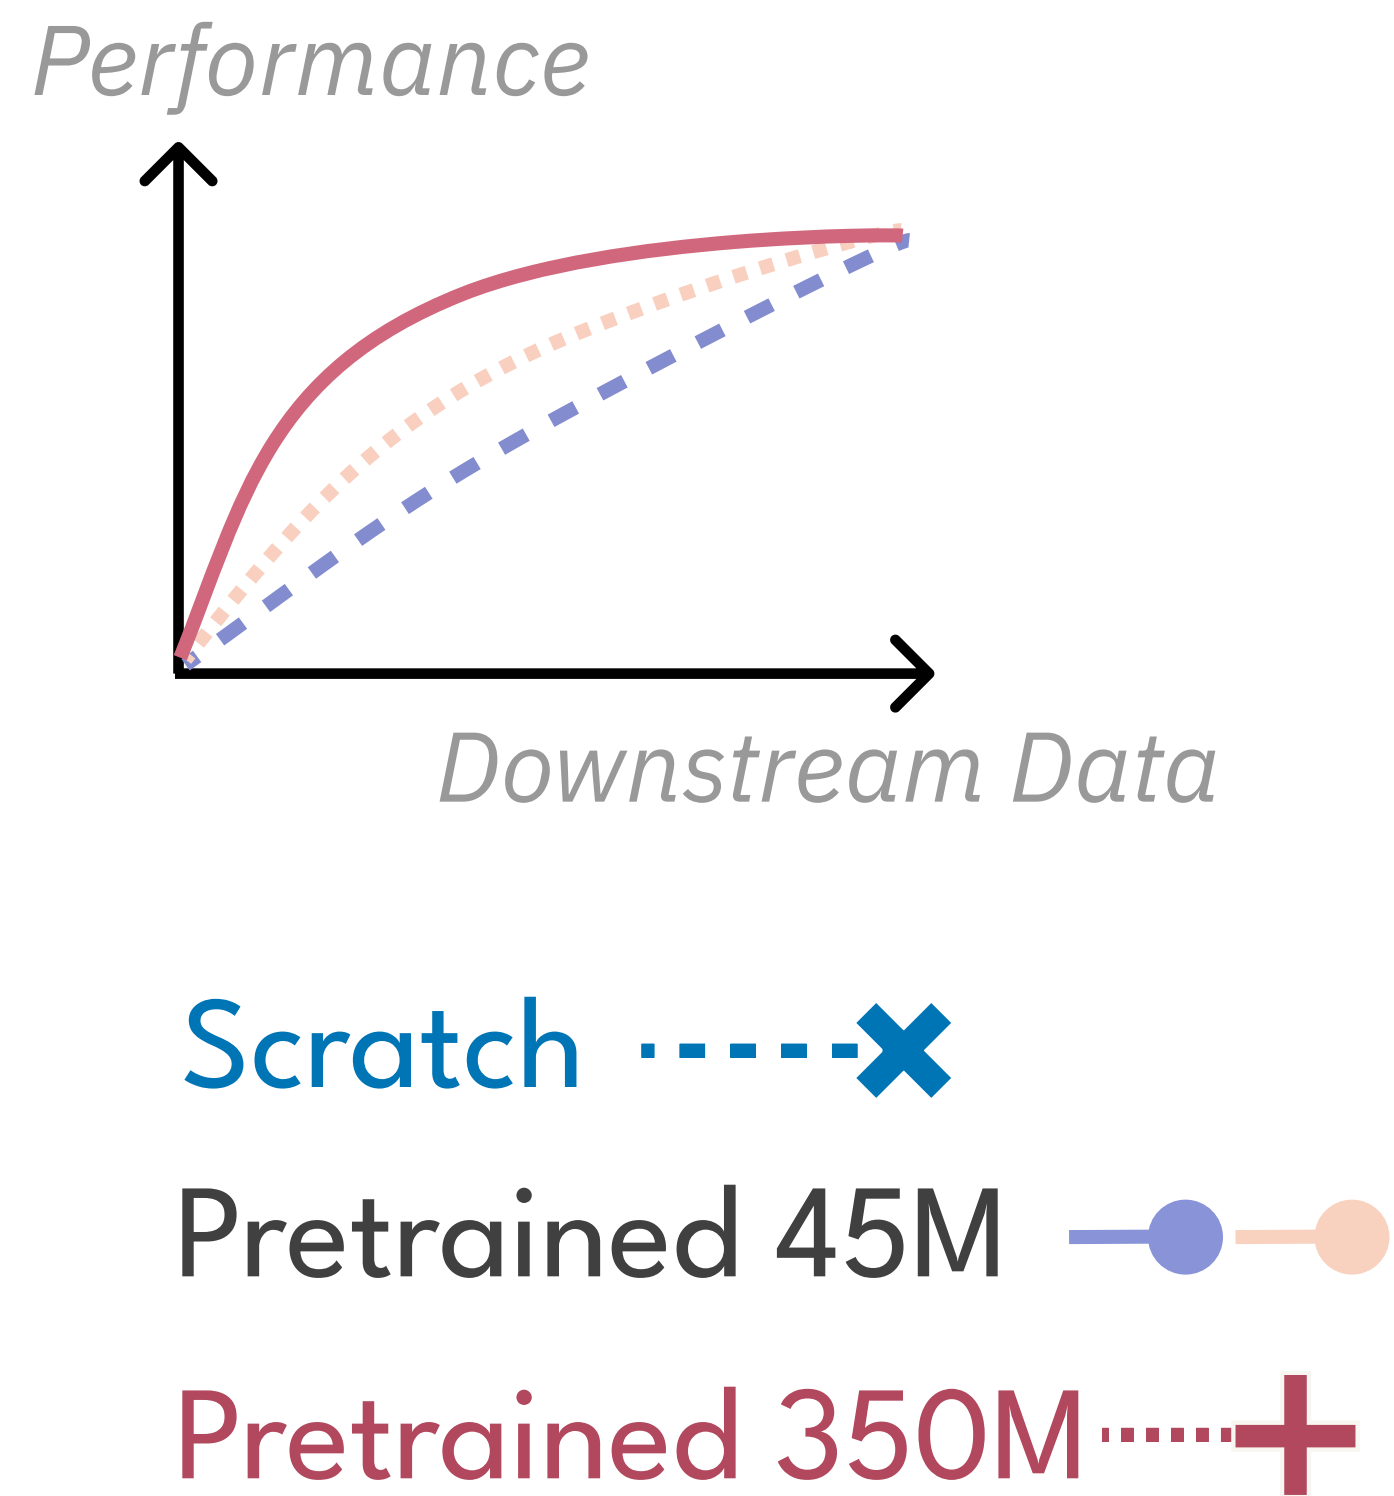 Performance
Downstream Data
Scratch
Pretrained 45M
Pretrained 350M